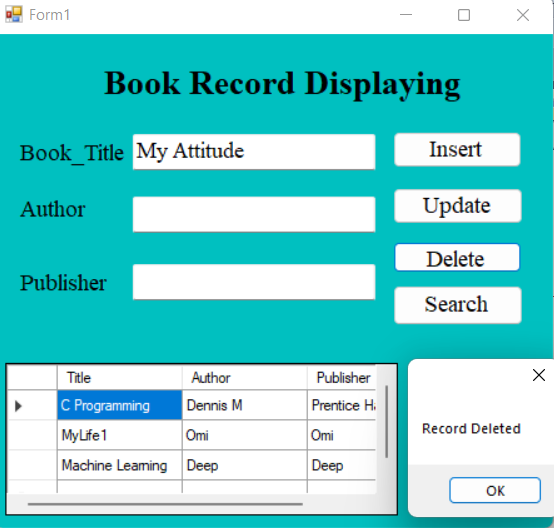 Form1
Book Record Displaying
Book_Title My Attitude Insert
Author Update
Delete
Publisher
Search
Title Author Publisher
C Programming Dennis M Prentice Ha
MyLife1 Omi Omi
Machine Learning Deep Deep
Record Deleted
OK